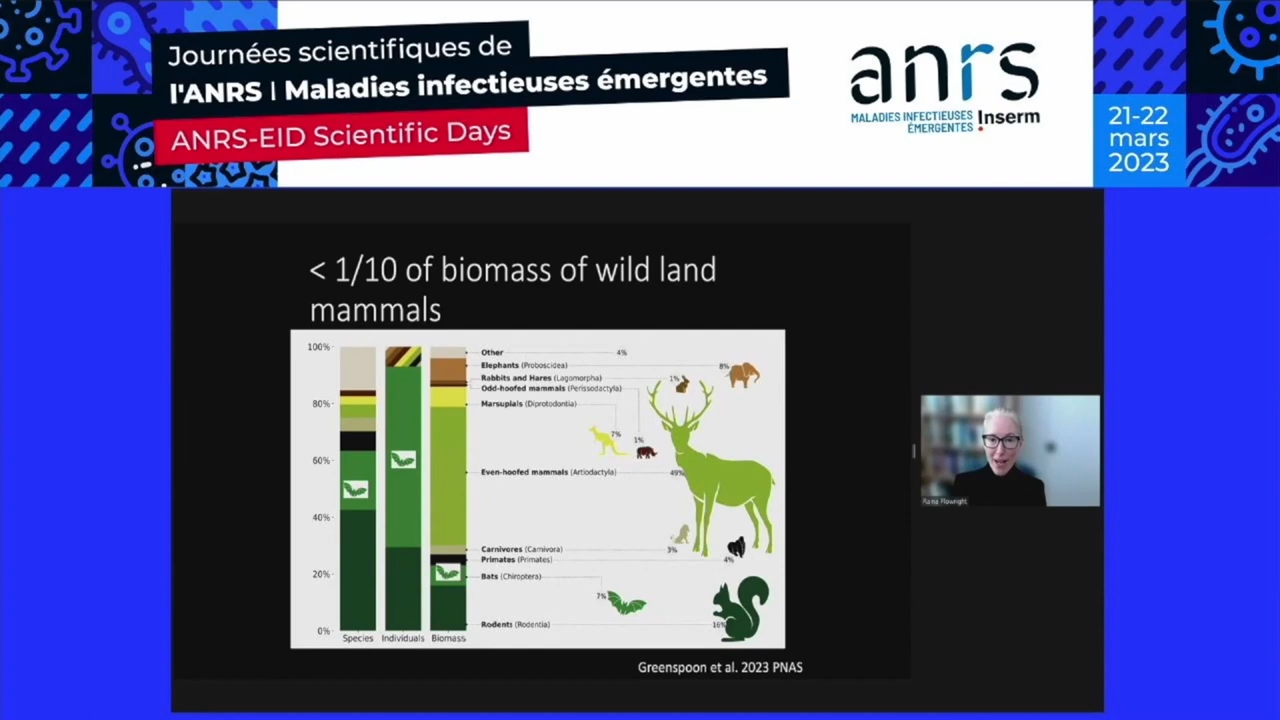 Journées scientifiques de
l'ANRS | Maladies infectieuses émergentes
ANRS-EID Scientific Days
anrs
MALADIES INFECTIEUSES
ÉMERGENTES
Inserm
21-22
mars
2023
< 1/10 of biomass of wild land
mammals
100%
80%
60%
40%
20%
0%
Species
Individuals
Biomass
Other 4%
Elephants (Proboscidea) 8%
Rabbits and Hares (Lagomorpha) 1%
Odd-hoofed mammals (Perissodactyla) 1%
Marsupials (Diprotodontia) 7%
Even-hoofed mammals (Artiodactyla) 49%
Carnivores (Carnivora) 3%
Primates (Primates) 4%
Bats (Chiroptera) 7%
Rodents (Rodentia) 16%
Greenspoon et al. 2023 PNAS
Plowright